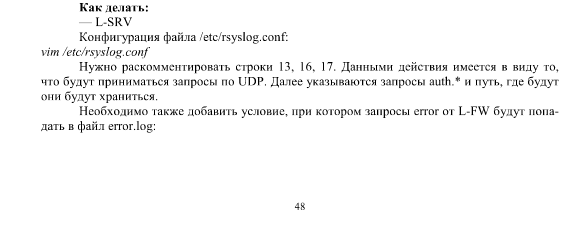 Как делать:
— L-SRV
Конфигурация файла /etc/rsyslog.conf:
vim /etc/rsyslog.conf
Нужно раскомментировать строки 13, 16, 17. Данными действия имеется в виду то,
что будут приниматься запросы по UDP. Далее указываются запросы auth.* и путь, где будут
они будут храниться.
Необходимо также добавить условие, при котором запросы error от L-FW будут попа-
дать в файл error.log:
48